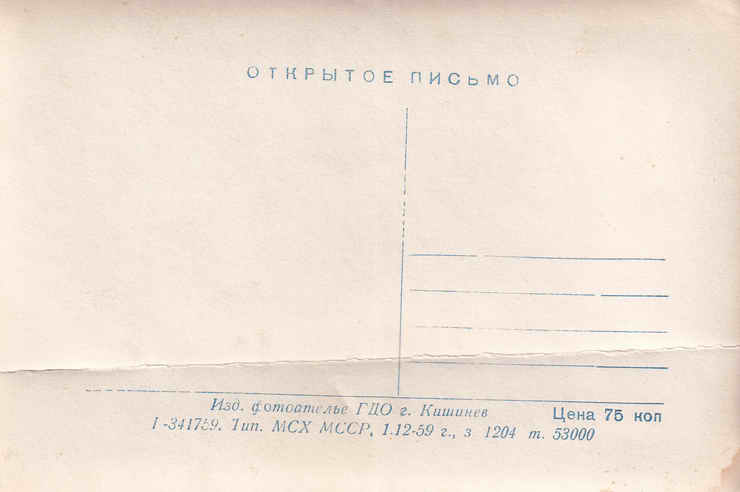 ОТКРЫТОЕ ПИСЬМО
Изд. фотоателье ГДО г. Кишинев
Цена 75 коп
1-341759. Тип. МСХ МССР, 1.12-59 г., з 1204 т. 53000